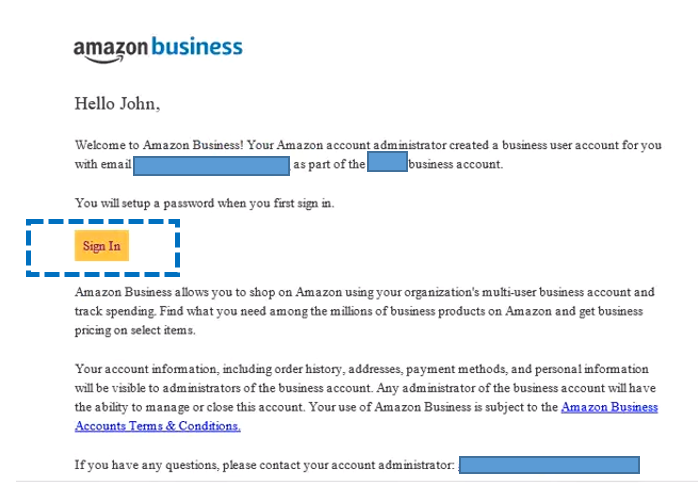 amazon business
Hello John,
Welcome to Amazon Business! Your Amazon account administrator created a business user account for you
with email , as part of the business account.
You will setup a password when you first sign in.
Sign In
Amazon Business allows you to shop on Amazon using your organization's multi-user business account and
track spending. Find what you need among the millions of business products on Amazon and get business
pricing on select items.
Your account information, including order history, addresses, payment methods, and personal information
will be visible to administrators of the business account. Any administrator of the business account will have
the ability to manage or close this account. Your use of Amazon Business is subject to the Amazon Business
Accounts Terms & Conditions.
If you have any questions, please contact your account administrator: